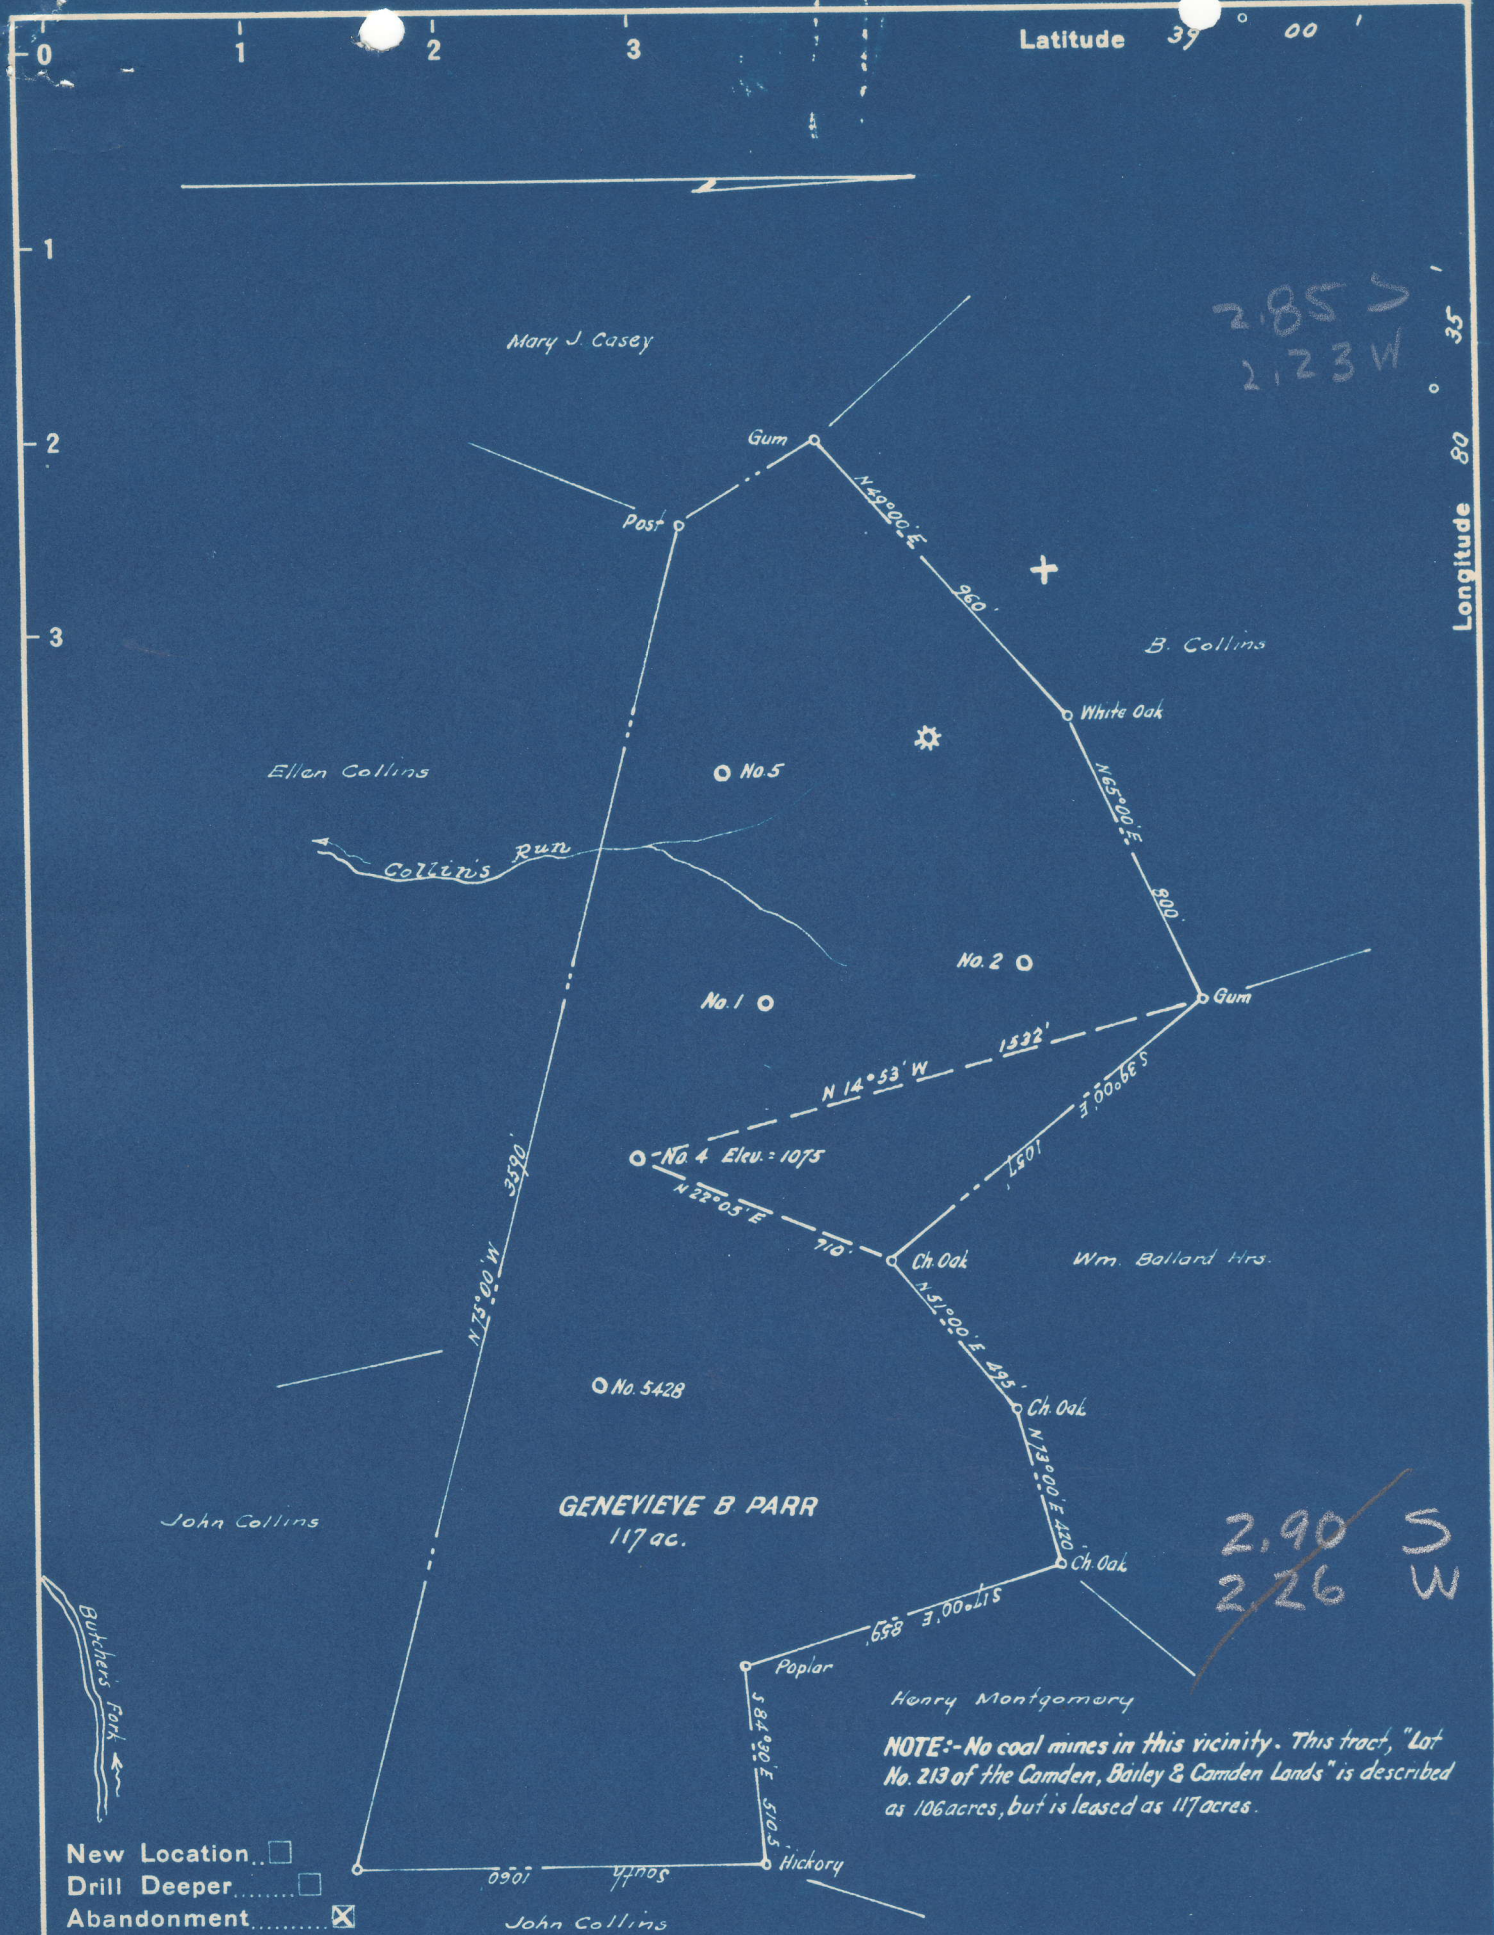 0 1 2 3 Latitude 39° 00'
1
2
3
Longitude 80° 35'
2.85 S
2.23 W
Mary J. Casey
Gum
Post
N 49°00' E
960'
B. Collins
White Oak
Ellen Collins
No. 5
N 65°00' E
800'
Collin's Run
No. 2
Gum
No. 1
N 14°53' W 1532'
S 39°00' E
1057'
No. 4 Elev. = 1075
N 22°05' E
710'
3590'
N 75°00' W
Ch. Oak
Wm. Ballard Hrs.
N 51°00' E 495'
No. 5428
Ch. Oak
N 73°00' E 420'
GENEVIEVE B PARR
117 ac.
John Collins
2.90 S
2.26 W
Ch. Oak
S 17°00' E 859'
Butcher's Fork
Poplar
Henry Montgomery
S 84°30' E 510.5'
NOTE:- No coal mines in this vicinity. This tract, "Lot
No. 213 of the Camden, Bailey & Camden Lands" is described
as 106 acres, but is leased as 117 acres.
New Location..
Drill Deeper.......
Abandonment......... X
South 1060'
Hickory
John Collins